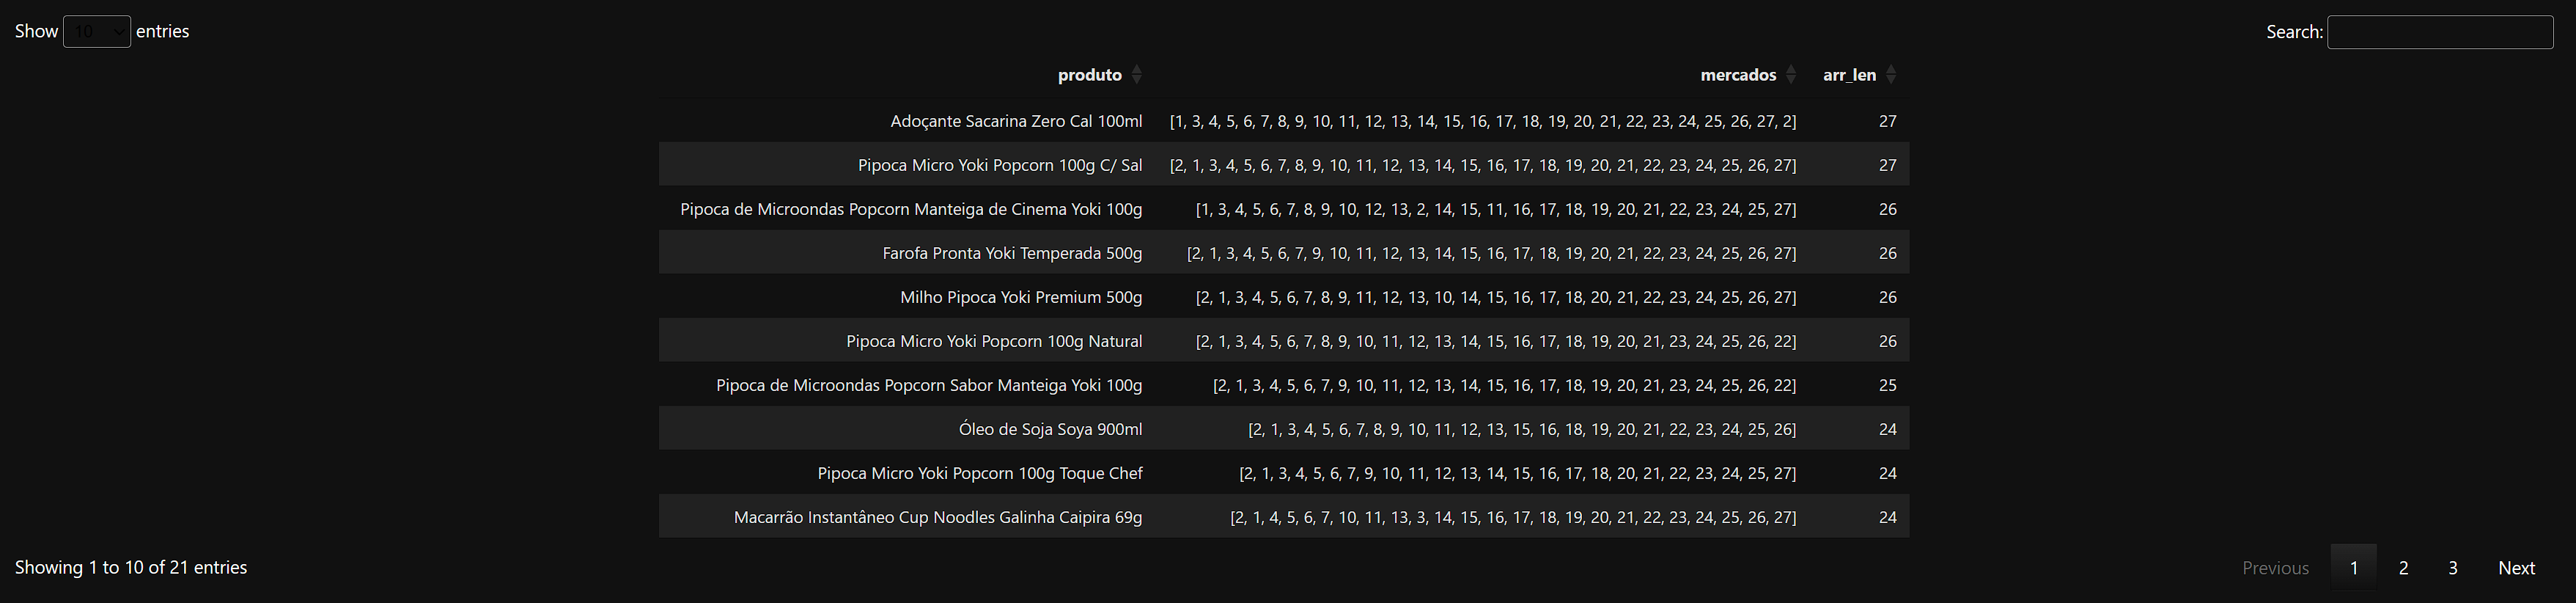 Show 10 entries Search:
produto mercados arr_len
Adoçante Sacarina Zero Cal 100ml [1, 3, 4, 5, 6, 7, 8, 9, 10, 11, 12, 13, 14, 15, 16, 17, 18, 19, 20, 21, 22, 23, 24, 25, 26, 27, 2] 27
Pipoca Micro Yoki Popcorn 100g C/ Sal [2, 1, 3, 4, 5, 6, 7, 8, 9, 10, 11, 12, 13, 14, 15, 16, 17, 18, 19, 20, 21, 22, 23, 24, 25, 26, 27] 27
Pipoca de Microondas Popcorn Manteiga de Cinema Yoki 100g [1, 3, 4, 5, 6, 7, 8, 9, 10, 12, 13, 2, 14, 15, 11, 16, 17, 18, 19, 20, 21, 22, 23, 24, 25, 27] 26
Farofa Pronta Yoki Temperada 500g [2, 1, 3, 4, 5, 6, 7, 9, 10, 11, 12, 13, 14, 15, 16, 17, 18, 19, 20, 21, 22, 23, 24, 25, 26, 27] 26
Milho Pipoca Yoki Premium 500g [2, 1, 3, 4, 5, 6, 7, 8, 9, 11, 12, 13, 10, 14, 15, 16, 17, 18, 20, 21, 22, 23, 24, 25, 26, 27] 26
Pipoca Micro Yoki Popcorn 100g Natural [2, 1, 3, 4, 5, 6, 7, 8, 9, 10, 11, 12, 13, 14, 15, 16, 17, 18, 19, 20, 21, 23, 24, 25, 26, 22] 26
Pipoca de Microondas Popcorn Sabor Manteiga Yoki 100g [2, 1, 3, 4, 5, 6, 7, 9, 10, 11, 12, 13, 14, 15, 16, 17, 18, 19, 20, 21, 23, 24, 25, 26, 22] 25
Óleo de Soja Soya 900ml [2, 1, 3, 4, 5, 6, 7, 8, 9, 10, 11, 12, 13, 15, 16, 18, 19, 20, 21, 22, 23, 24, 25, 26] 24
Pipoca Micro Yoki Popcorn 100g Toque Chef [2, 1, 3, 4, 5, 6, 7, 9, 10, 11, 12, 13, 14, 15, 16, 17, 18, 20, 21, 22, 23, 24, 25, 27] 24
Macarrão Instantâneo Cup Noodles Galinha Caipira 69g [2, 1, 4, 5, 6, 7, 10, 11, 13, 3, 14, 15, 16, 17, 18, 19, 20, 21, 22, 23, 24, 25, 26, 27] 24
Showing 1 to 10 of 21 entries Previous 1 2 3 Next